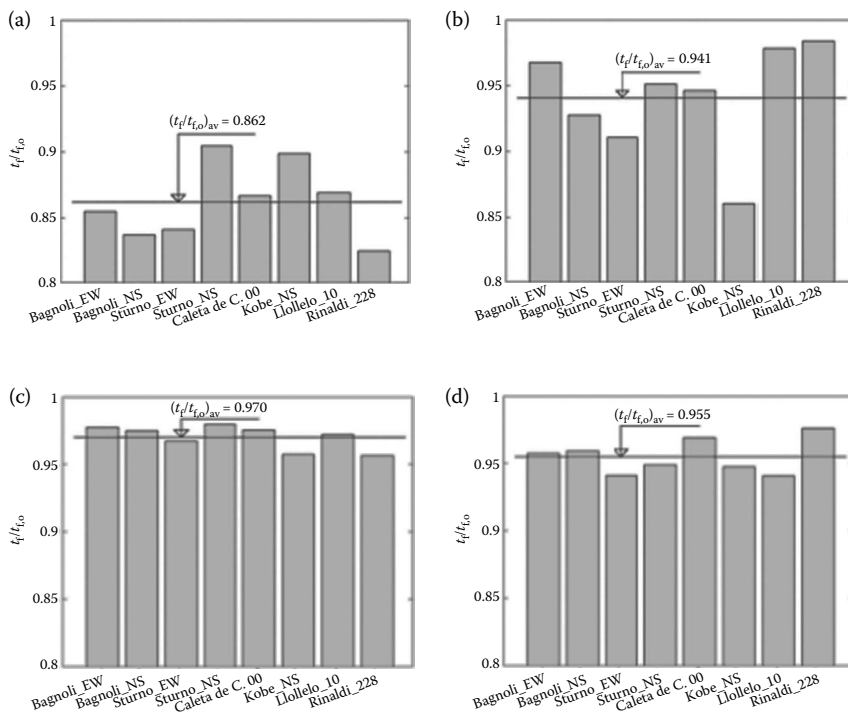 (a)
1
0.95
0.9
0.85
0.8
t_f/t_f,o
(t_f/t_f,o)_av = 0.862
Bagnoli_EW
Bagnoli_NS
Sturno_EW
Sturno_NS
Caleta de C. 00
Kobe_NS
Llollelo_10
Rinaldi_228
(b)
1
0.95
0.9
0.85
0.8
t_f/t_f,o
(t_f/t_f,o)_av = 0.941
Bagnoli_EW
Bagnoli_NS
Sturno_EW
Sturno_NS
Caleta de C. 00
Kobe_NS
Llollelo_10
Rinaldi_228
(c)
1
0.95
0.9
0.85
0.8
t_f/t_f,o
(t_f/t_f,o)_av = 0.970
Bagnoli_EW
Bagnoli_NS
Sturno_EW
Sturno_NS
Caleta de C. 00
Kobe_NS
Llollelo_10
Rinaldi_228
(d)
1
0.95
0.9
0.85
0.8
t_f/t_f,o
(t_f/t_f,o)_av = 0.955
Bagnoli_EW
Bagnoli_NS
Sturno_EW
Sturno_NS
Caleta de C. 00
Kobe_NS
Llollelo_10
Rinaldi_228